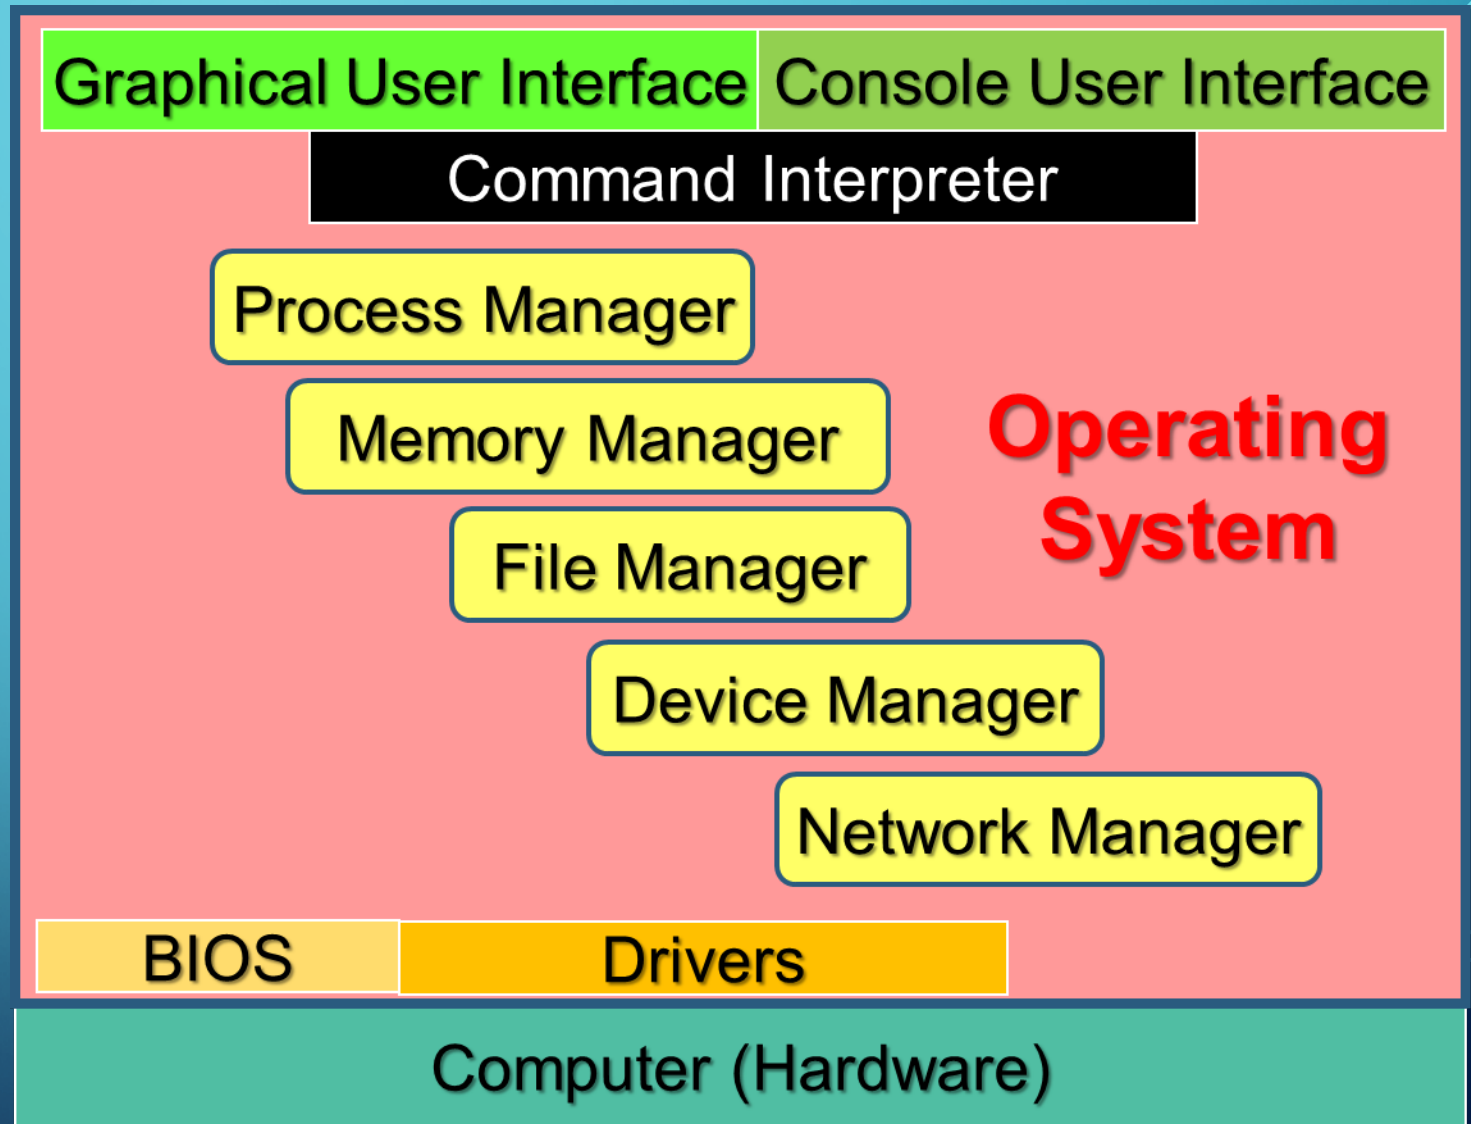 Graphical User Interface
Console User Interface
Command Interpreter
Process Manager
Memory Manager
Operating
System
File Manager
Device Manager
Network Manager
BIOS
Drivers
Computer (Hardware)